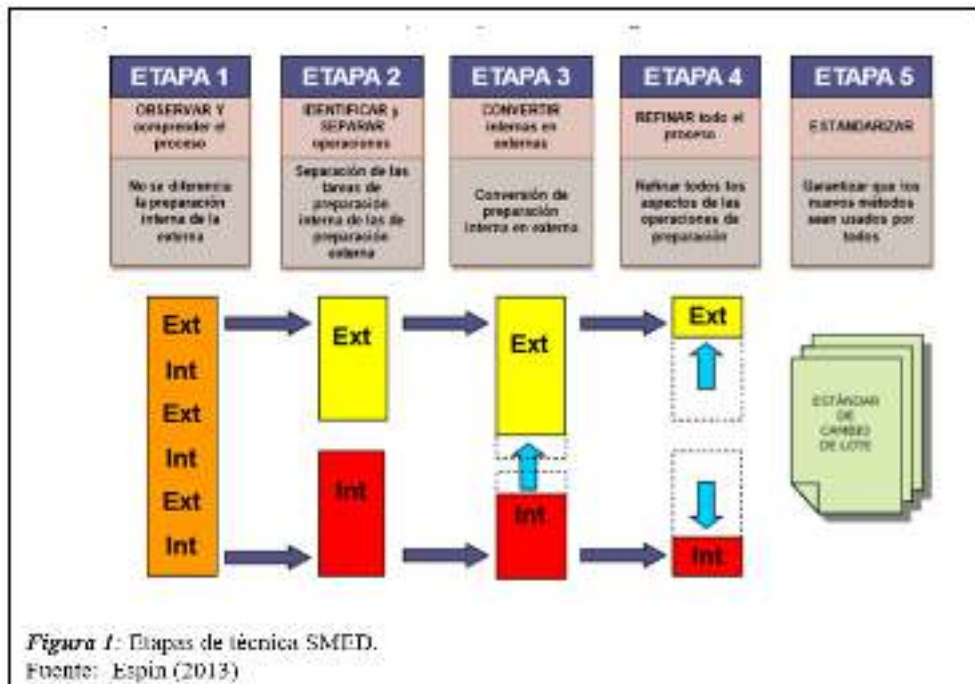 ETAPA 1
OBSERVAR Y
comprender el
proceso
No se diferencia
la preparación
interna de la
externa
ETAPA 2
IDENTIFICAR y
SEPARAR
operaciones
Separación de las
tareas de
preparación
interna de las de
preparación
externa
ETAPA 3
CONVERTIR
internas en
externas
Conversión de
preparación
interna en externa
ETAPA 4
REFINAR todo el
proceso
Refinar todos los
aspectos de las
operaciones de
preparación
ETAPA 5
ESTANDARIZAR
Garantizar que los
nuevos métodos
sean usados por
todos
Ext
Int
Ext
Int
Ext
Int
Ext
Int
Ext
Int
Ext
Int
ESTÁNDAR
DE
CAMBIO
DE LOTE
Figura 1: Etapas de técnica SMED.
Fuente: Espin (2013)